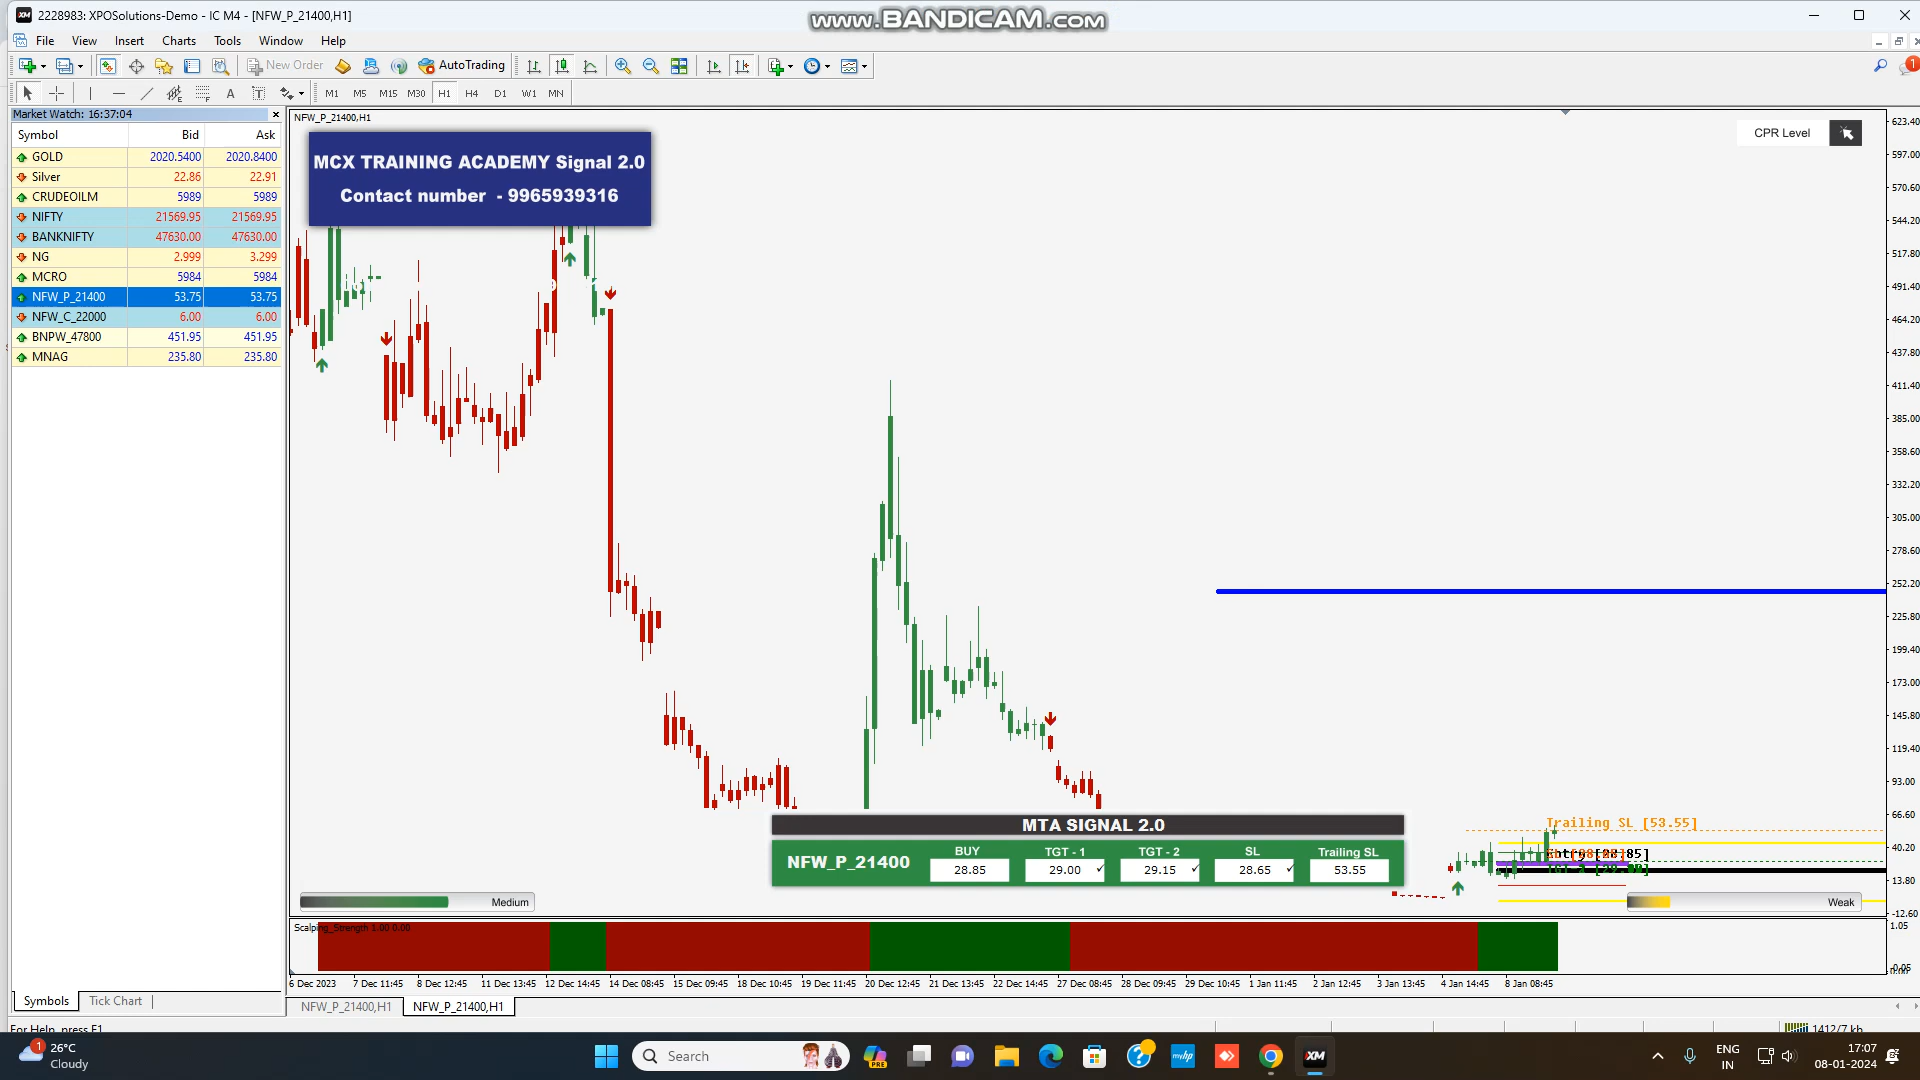 2228983: XPOSolutions-Demo - IC M4 - [NFW_P_21400,H1]
www.BANDICAM.com
File View Insert Charts Tools Window Help
New Order AutoTrading
M1 M5 M15 M30 H1 H4 D1 W1 MN
Market Watch: 16:37:04
Symbol Bid Ask
GOLD 2020.5400 2020.8400
Silver 22.86 22.91
CRUDEOILM 5989 5989
NIFTY 21569.95 21569.95
BANKNIFTY 47630.00 47630.00
NG 2.999 3.299
MCRO 5984 5984
NFW_P_21400 53.75 53.75
NFW_C_22000 6.00 6.00
BNPW_47800 451.95 451.95
MNAG 235.80 235.80
Symbols Tick Chart
NFW_P_21400,H1
MCX TRAINING ACADEMY Signal 2.0
Contact number - 9965939316
CPR Level
623.40
597.00
570.60
544.20
517.80
491.40
464.20
437.80
411.40
385.00
358.60
332.20
305.00
278.60
252.20
225.80
199.40
173.00
145.80
119.40
93.00
66.60
40.20
13.80
-12.60
Trailing SL [53.55]
MTA SIGNAL 2.0
NFW_P_21400
BUY TGT - 1 TGT - 2 SL Trailing SL
28.85 29.00 29.15 28.65 53.55
Medium
Weak
Scalping_Strength 1.00 0.00
1.05
6 Dec 2023 7 Dec 11:45 8 Dec 12:45 11 Dec 13:45 12 Dec 14:45 14 Dec 08:45 15 Dec 09:45 18 Dec 10:45 19 Dec 11:45 20 Dec 12:45 21 Dec 13:45 22 Dec 14:45 27 Dec 08:45 28 Dec 09:45 29 Dec 10:45 1 Jan 11:45 2 Jan 12:45 3 Jan 13:45 4 Jan 14:45 8 Jan 08:45
NFW_P_21400,H1 NFW_P_21400,H1
For Help, press F1
1412/7 kb
26°C
Cloudy
Search
ENG
IN
17:07
08-01-2024